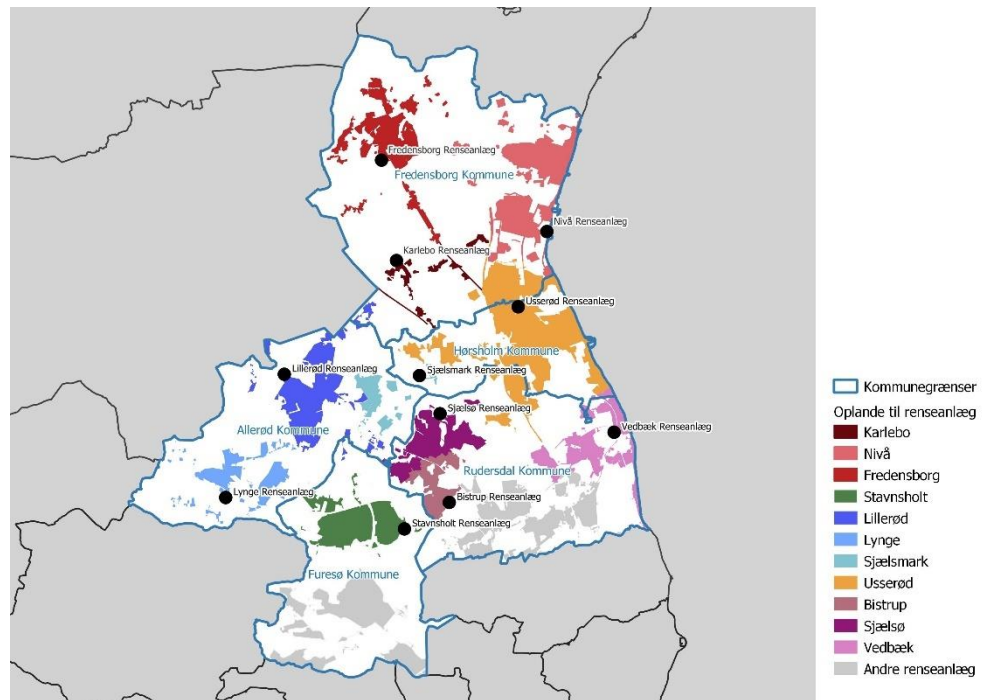 Fredensborg Renseanlæg
Fredensborg Kommune
Nivå Renseanlæg
Karlebo Renseanlæg
Usserød Renseanlæg
Hørsholm Kommune
Lillerød Renseanlæg
Sjælsmark Renseanlæg
Sjælsø Renseanlæg
Vedbæk Renseanlæg
Allerød Kommune
Rudersdal Kommune
Lynge Renseanlæg
Bistrup Renseanlæg
Stavnsholt Renseanlæg
Furesø Kommune
Kommunegrænser
Oplande til renseanlæg
Karlebo
Nivå
Fredensborg
Stavnsholt
Lillerød
Lynge
Sjælsmark
Usserød
Bistrup
Sjælsø
Vedbæk
Andre renseanlæg